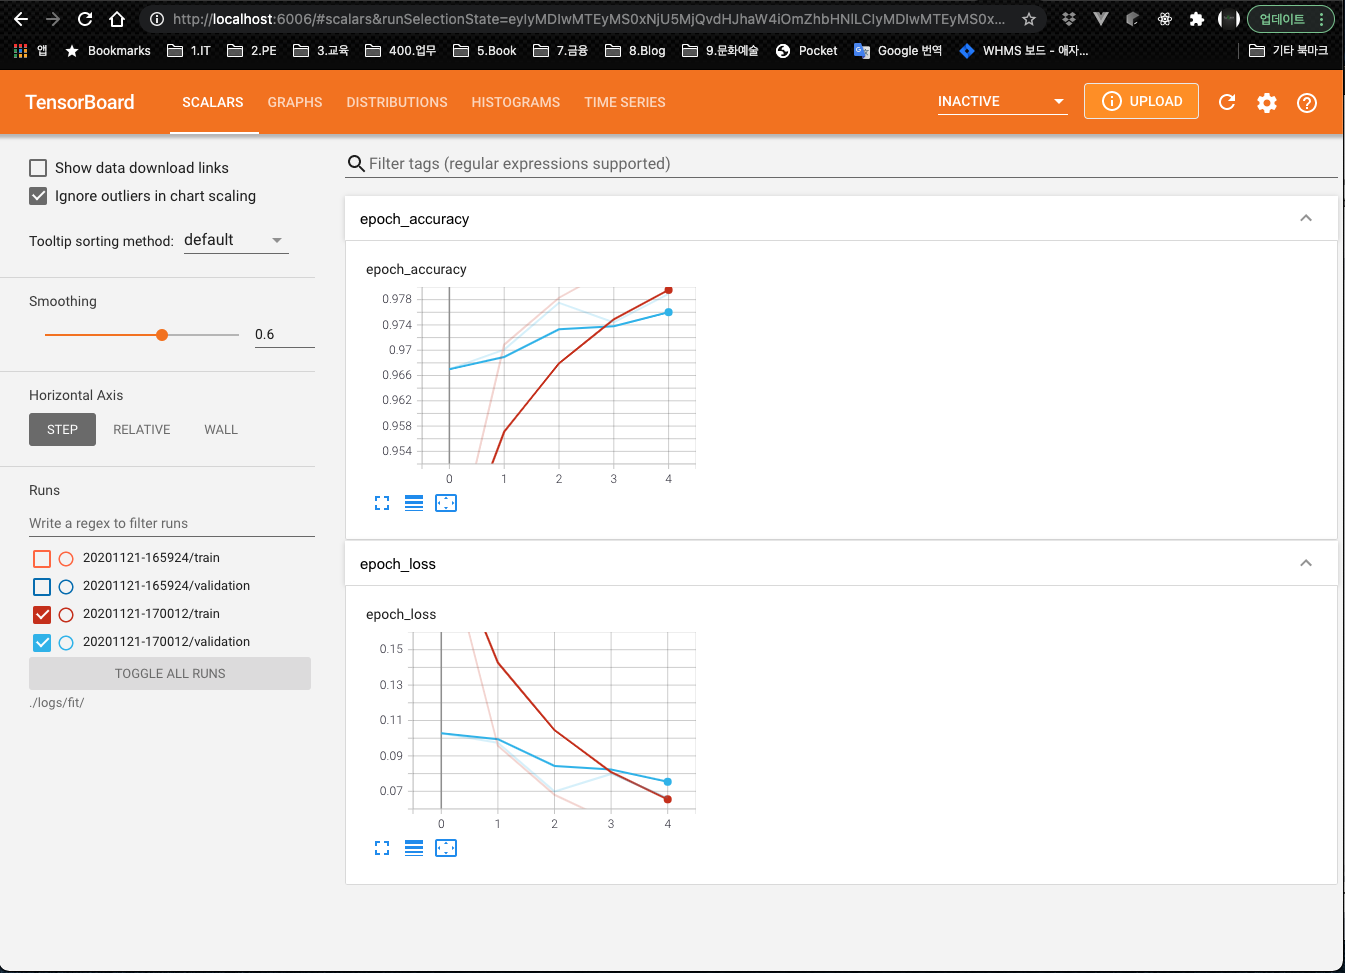 http://localhost:6006/#scalars&runSelectionState=eyIyMDIwMTEyMS0xNjU5MjQvdHJhaW4iOmZhbHNlLCIyMDIwMTEyMS0x...
업데이트
앱 Bookmarks 1.IT 2.PE 3.교육 400.업무 5.Book 7.금융 8.Blog 9.문화예술 Pocket Google 번역 WHMS 보드 - 애자... 기타 북마크
TensorBoard SCALARS GRAPHS DISTRIBUTIONS HISTOGRAMS TIME SERIES INACTIVE UPLOAD
Show data download links
Ignore outliers in chart scaling
Tooltip sorting method: default
Smoothing
0.6
Horizontal Axis
STEP RELATIVE WALL
Runs
Write a regex to filter runs
20201121-165924/train
20201121-165924/validation
20201121-170012/train
20201121-170012/validation
TOGGLE ALL RUNS
./logs/fit/
Filter tags (regular expressions supported)
epoch_accuracy
epoch_accuracy
0.978
0.974
0.97
0.966
0.962
0.958
0.954
0 1 2 3 4
epoch_loss
epoch_loss
0.15
0.13
0.11
0.09
0.07
0 1 2 3 4